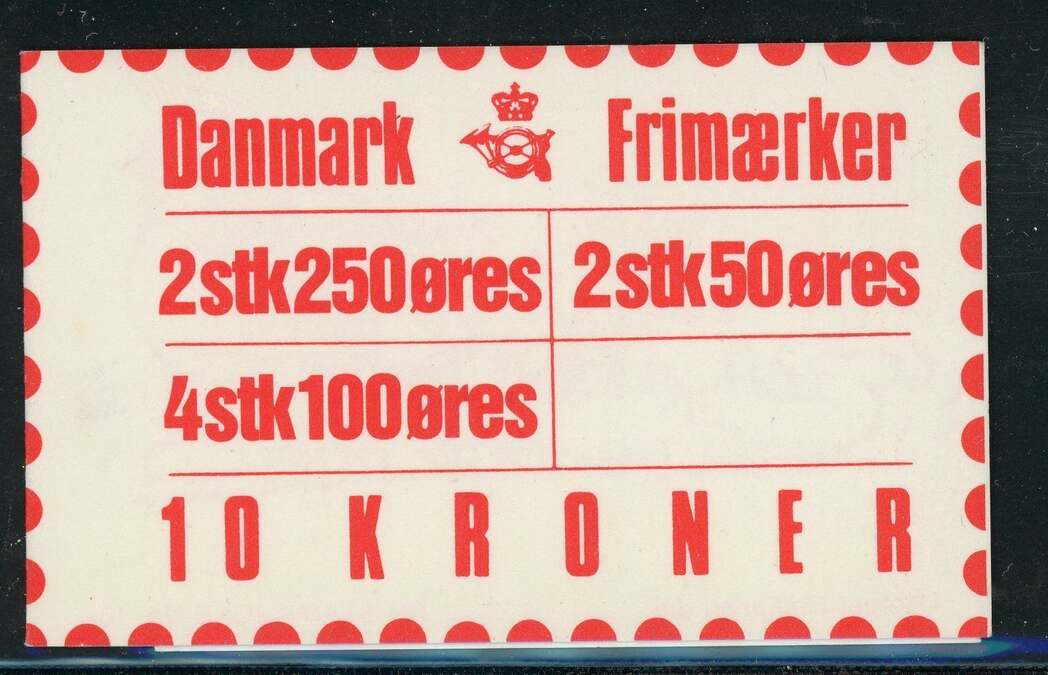 Danmark Frimærker
2stk250øres 2stk50øres
4stk100øres
10 KRONER